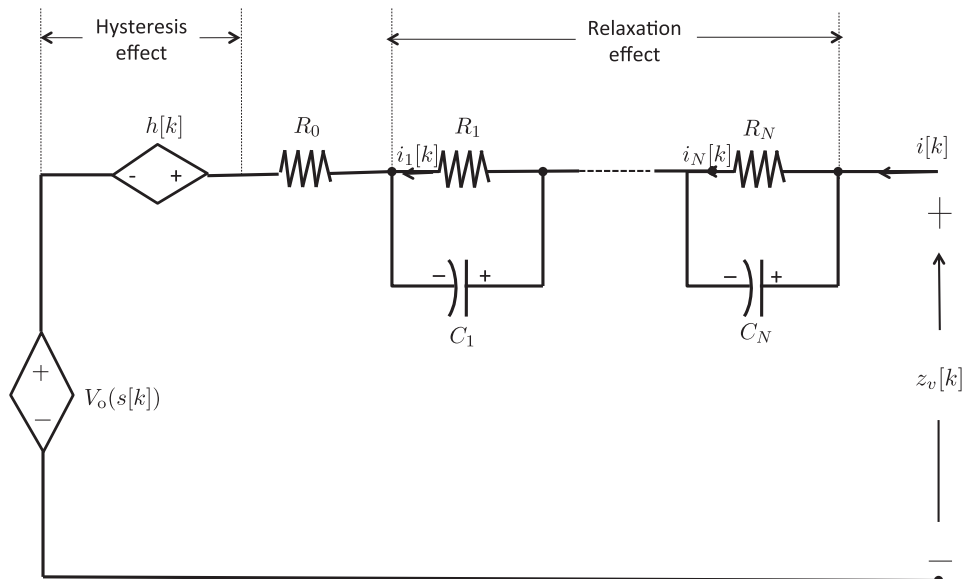 Hysteresis
effect
Relaxation
effect
h[k]
R_0
i_1[k]
R_1
i_N[k]
R_N
i[k]
- +
+
− +
− +
C_1
C_N
+
V_o(s[k])
−
z_v[k]
−